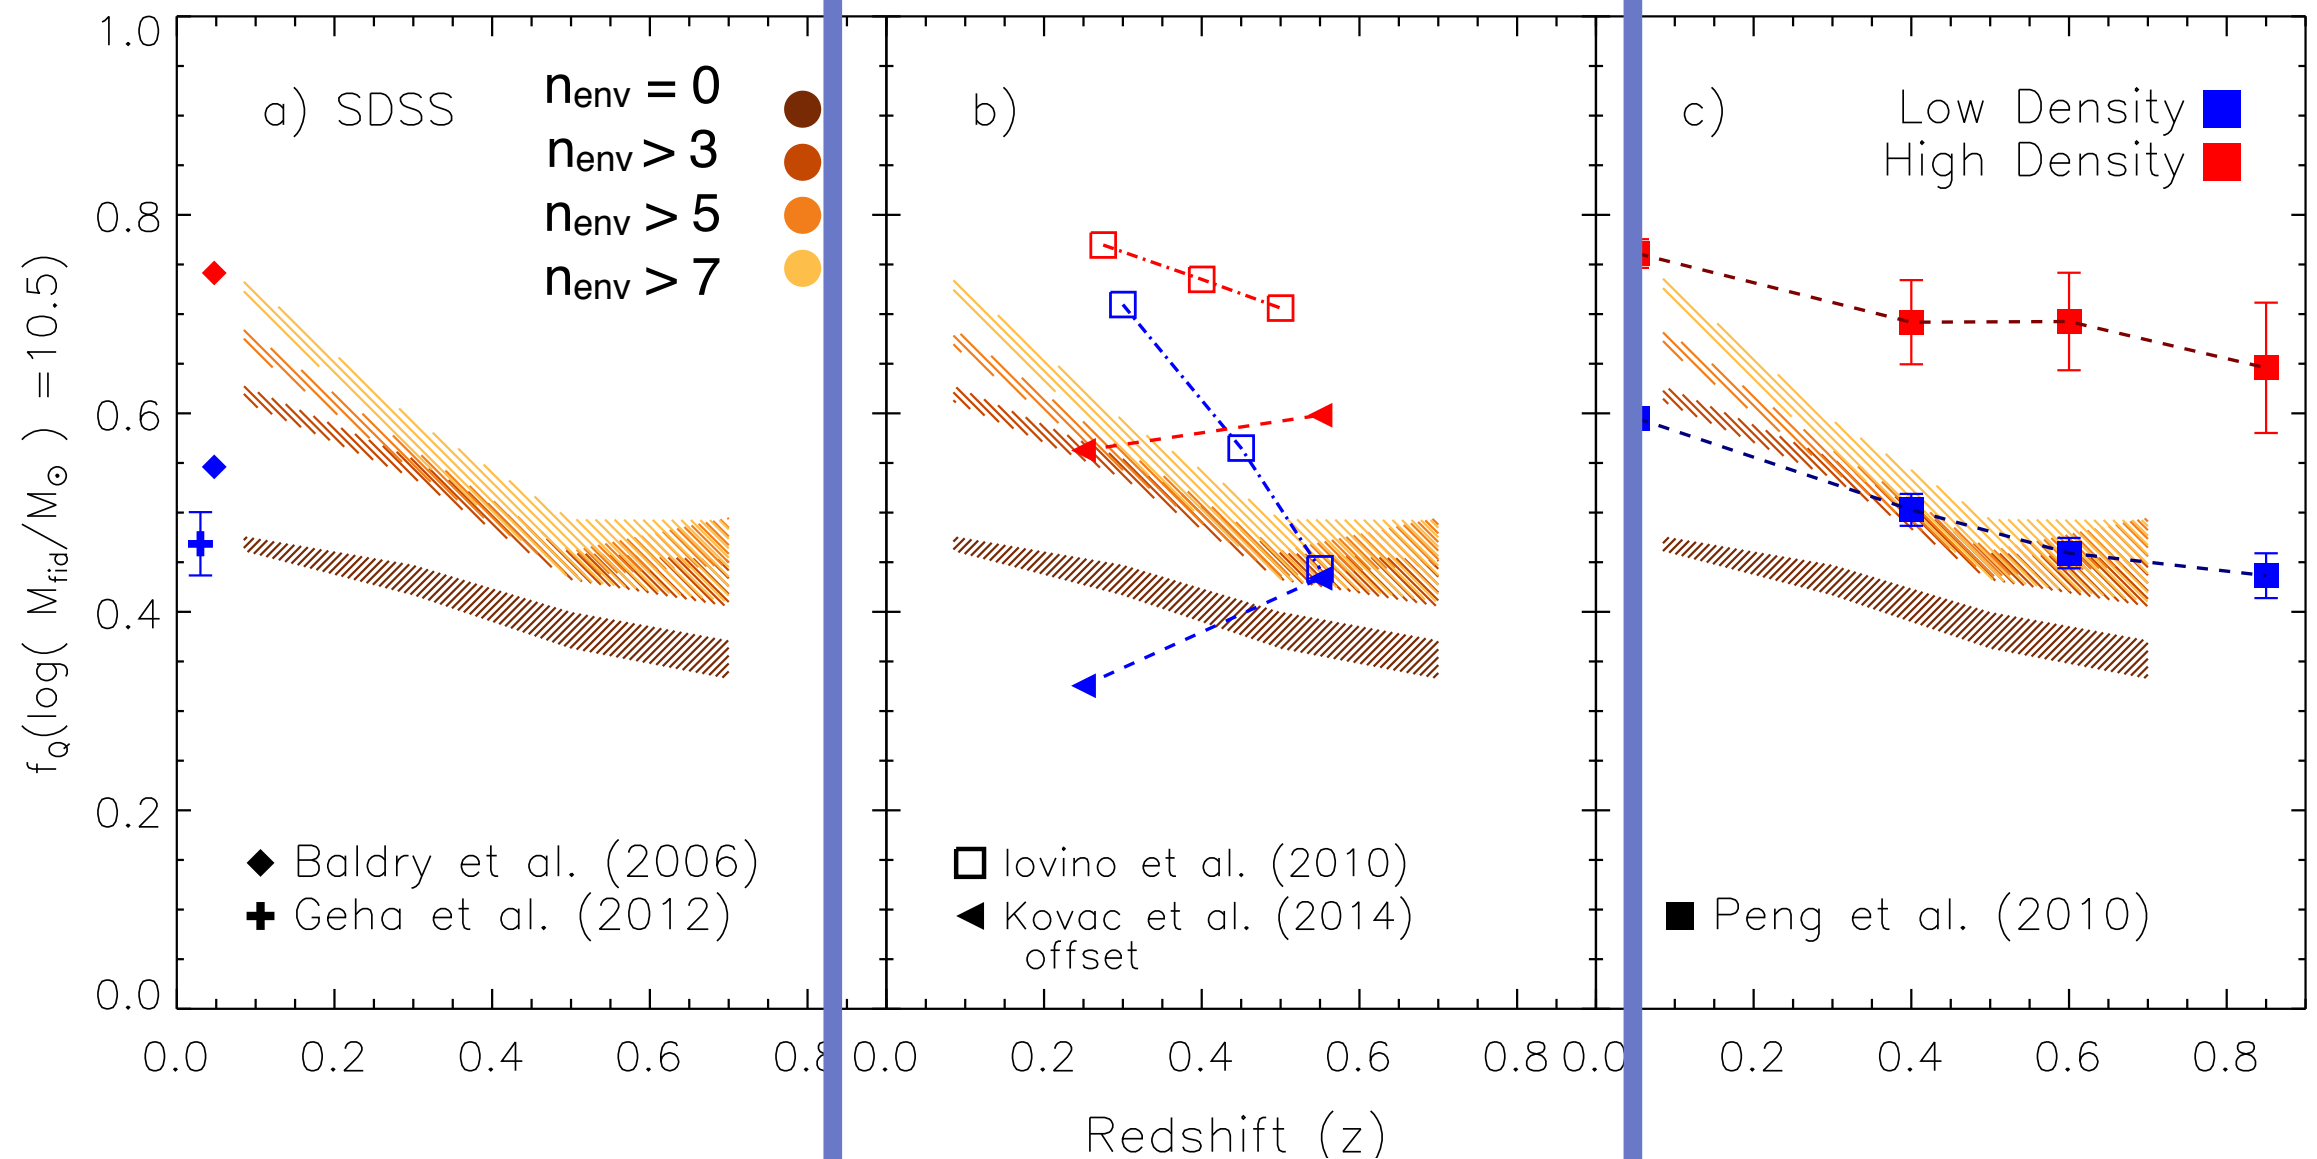 1.0
0.8
0.6
0.4
0.2
0.0
f_Q(log( M_fid/M_⊙ ) = 10.5)
a) SDSS
n_env = 0
n_env > 3
n_env > 5
n_env > 7
Baldry et al. (2006)
Geha et al. (2012)
0.0 0.2 0.4 0.6 0.8
b)
Iovino et al. (2010)
Kovac et al. (2014)
offset
0.0 0.2 0.4 0.6 0.8
c)
Low Density
High Density
Peng et al. (2010)
0.0 0.2 0.4 0.6 0.8
Redshift (z)